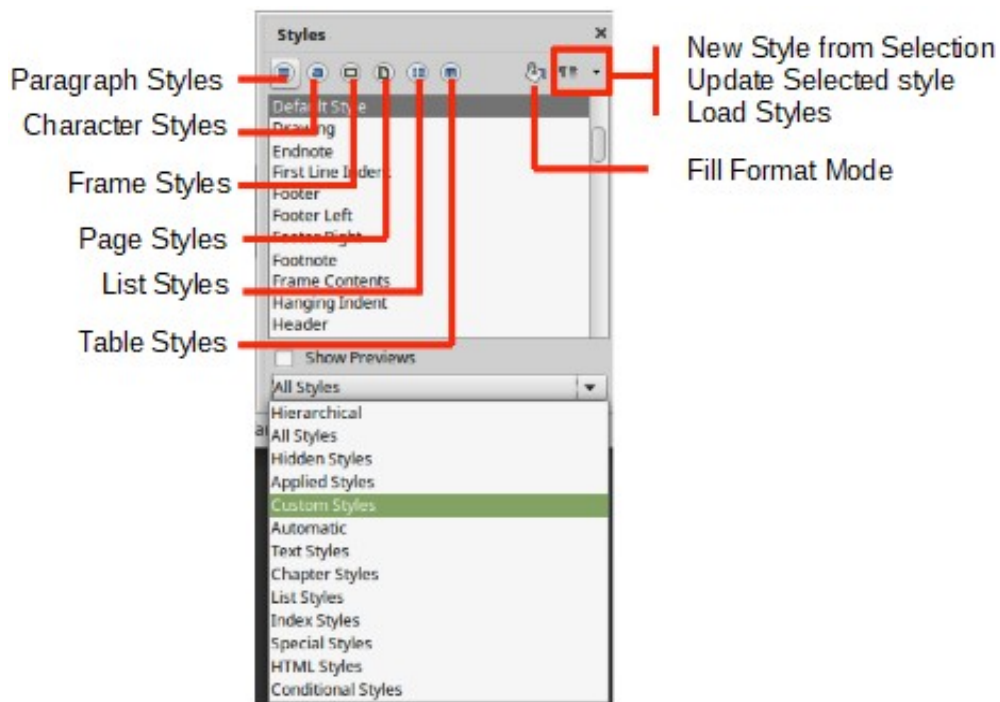 Styles
Paragraph Styles
Character Styles
Frame Styles
Page Styles
List Styles
Table Styles
New Style from Selection
Update Selected style
Load Styles
Fill Format Mode
Default Style
Drawing
Endnote
First Line Indent
Footer
Footer Left
Footer Right
Footnote
Frame Contents
Hanging Indent
Header
Show Previews
All Styles
Hierarchical
All Styles
Hidden Styles
Applied Styles
Custom Styles
Automatic
Text Styles
Chapter Styles
List Styles
Index Styles
Special Styles
HTML Styles
Conditional Styles